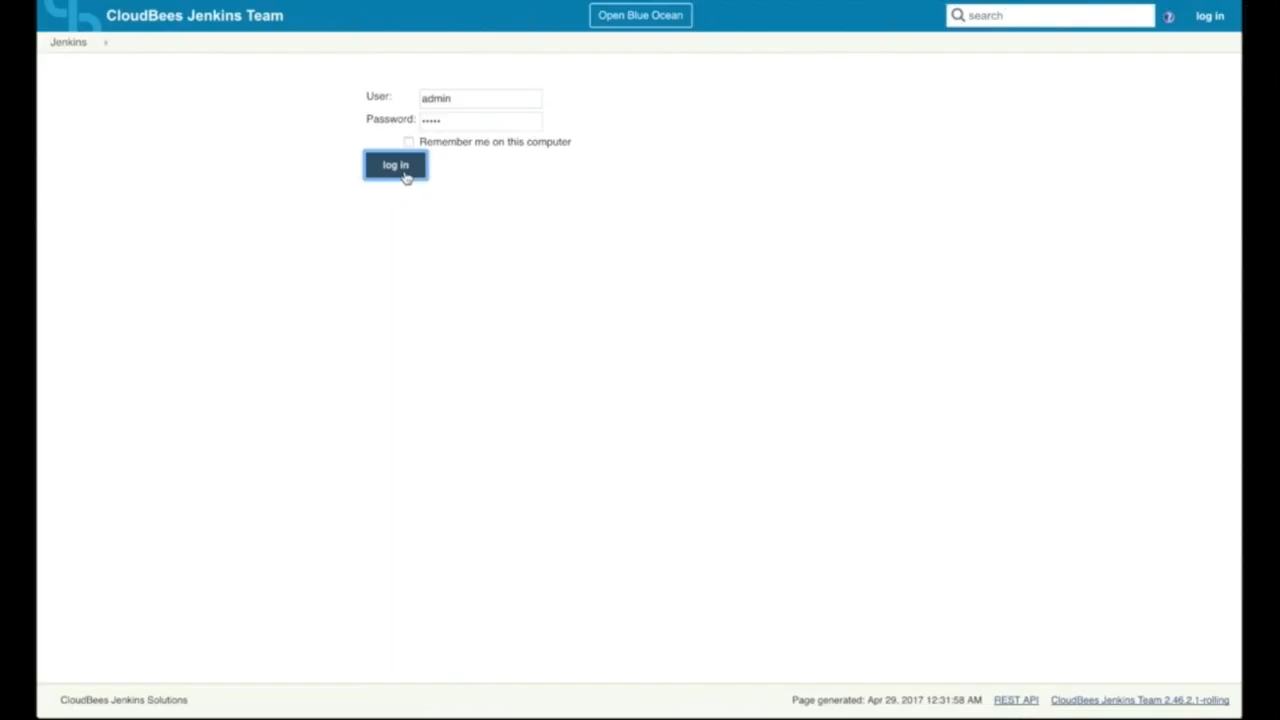 CloudBees Jenkins Team
Open Blue Ocean
search
log in
Jenkins
User:
admin
Password:
•••••
Remember me on this computer
log in
CloudBees Jenkins Solutions
Page generated: Apr 29, 2017 12:31:58 AM
REST API
CloudBees Jenkins Team 2.46.2.1-rolling